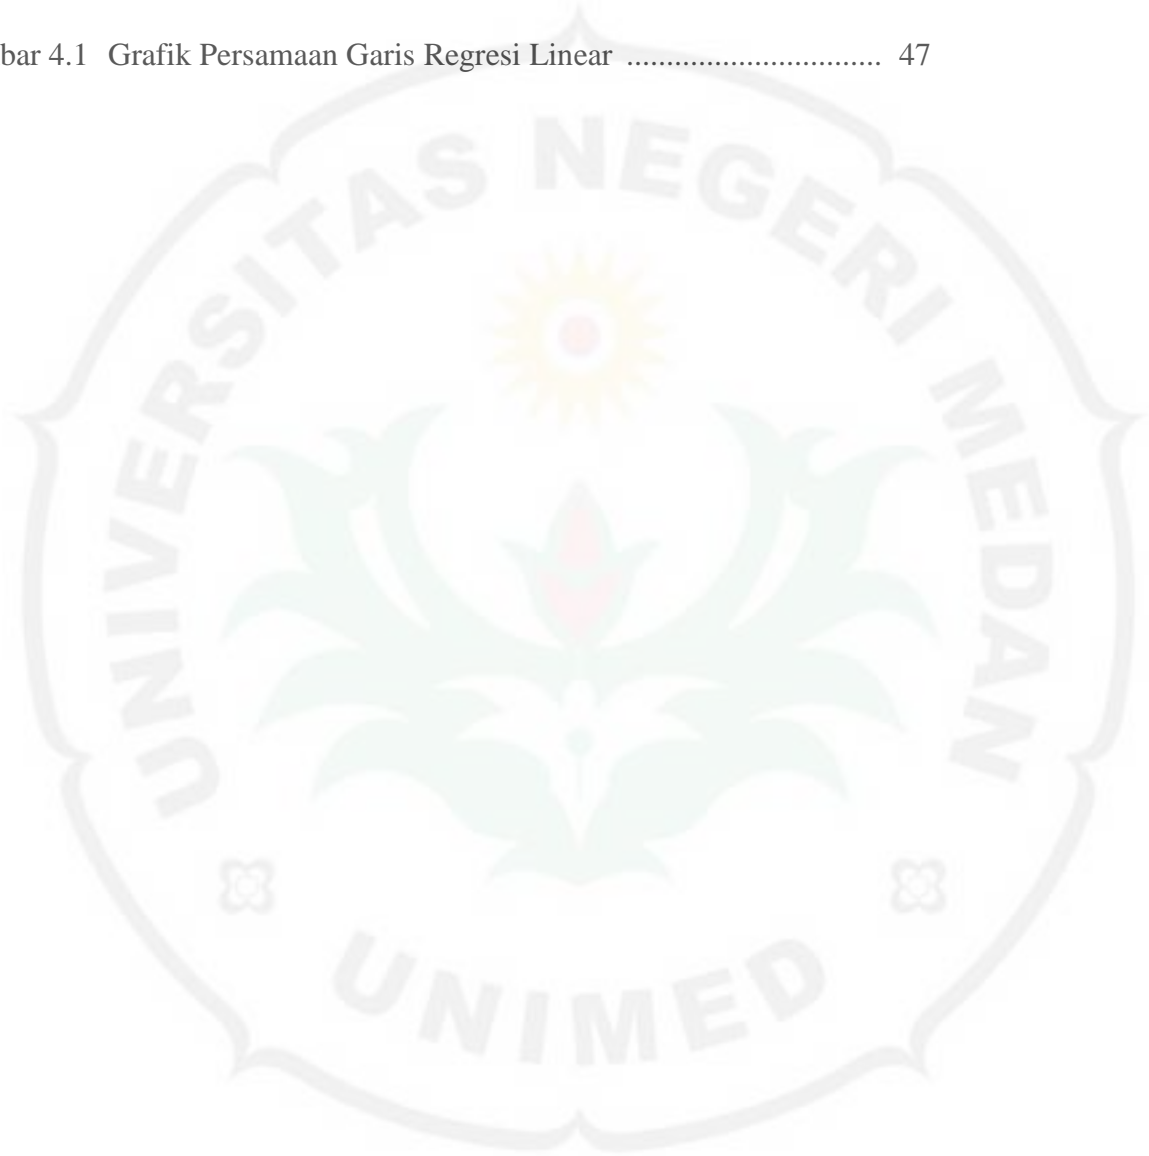 bar 4.1 Grafik Persamaan Garis Regresi Linear ................................ 47
UNIVERSITAS NEGERI MEDAN
UNIMED